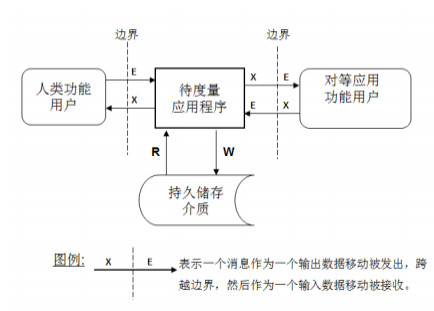 边界
边界
人类功能
用户
E
X
待度量
应用程序
X
E
E
X
对等应用
功能用户
R
W
持久储存
介质
图例:
X
E
表示一个消息作为一个输出数据移动被发出，跨
越边界，然后作为一个输入数据移动被接收。